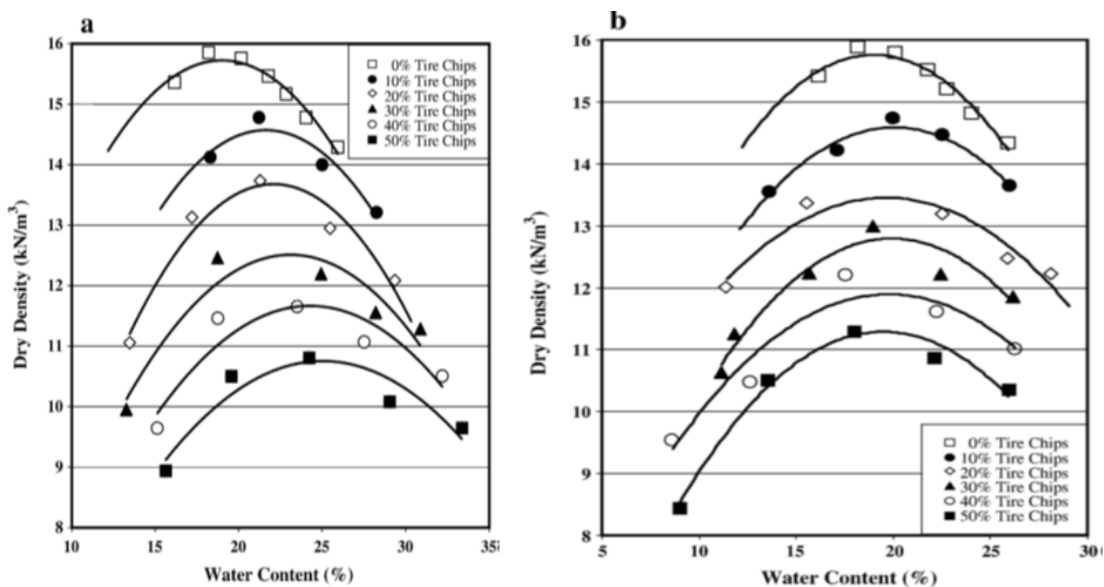 a
16
15
14
13
12
11
10
9
8
10
15
20
25
30
35
Dry Density (kN/m³)
Water Content (%)
0% Tire Chips
10% Tire Chips
20% Tire Chips
30% Tire Chips
40% Tire Chips
50% Tire Chips
b
16
15
14
13
12
11
10
9
8
5
10
15
20
25
30
Dry Density (kN/m³)
Water Content (%)
0% Tire Chips
10% Tire Chips
20% Tire Chips
30% Tire Chips
40% Tire Chips
50% Tire Chips